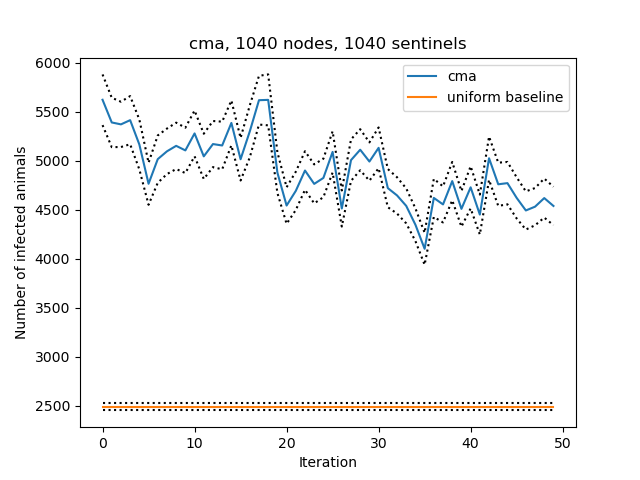 cma, 1040 nodes, 1040 sentinels
cma
uniform baseline
Number of infected animals
6000
5500
5000
4500
4000
3500
3000
2500
0 10 20 30 40 50
Iteration